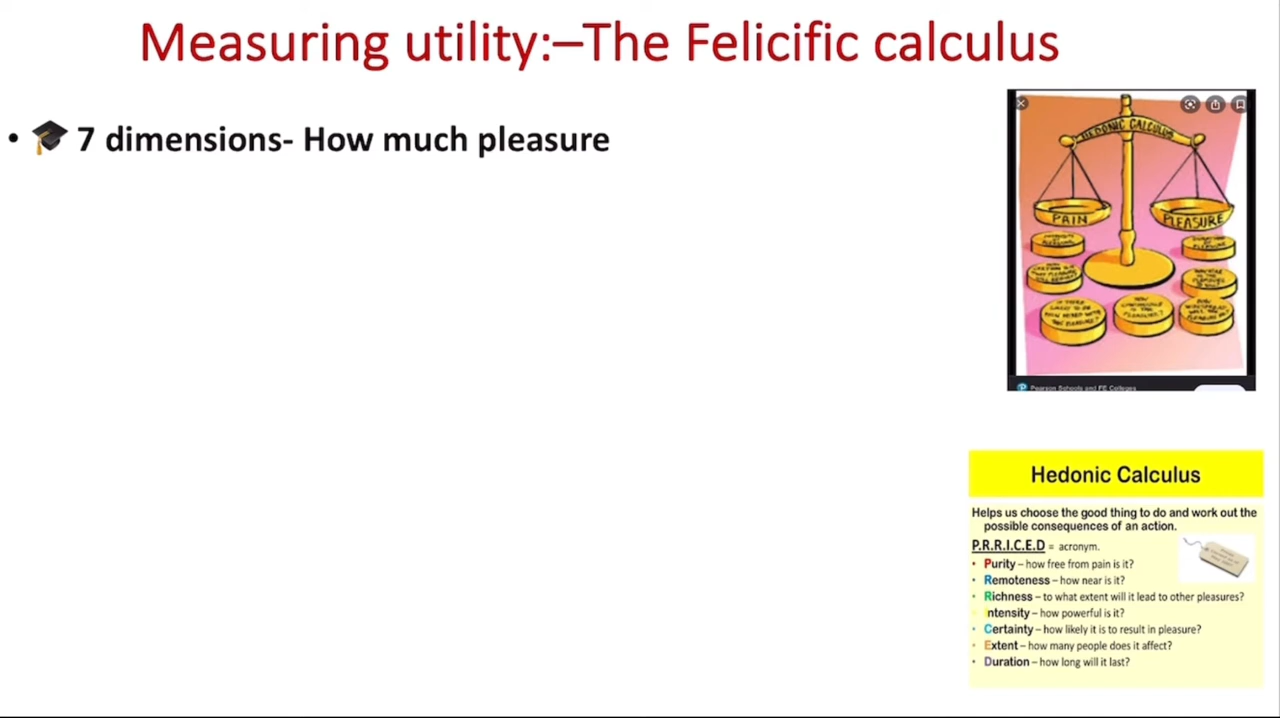 Measuring utility:–The Felicific calculus
• 🎓 7 dimensions- How much pleasure
HEDONIC CALCULUS
PAIN
PLEASURE
Pearson Schools and FE Colleges
Hedonic Calculus
Helps us choose the good thing to do and work out the
possible consequences of an action.
P.R.R.I.C.E.D = acronym.
• Purity – how free from pain is it?
• Remoteness – how near is it?
• Richness – to what extent will it lead to other pleasures?
• Intensity – how powerful is it?
• Certainty – how likely it is to result in pleasure?
• Extent – how many people does it affect?
• Duration – how long will it last?